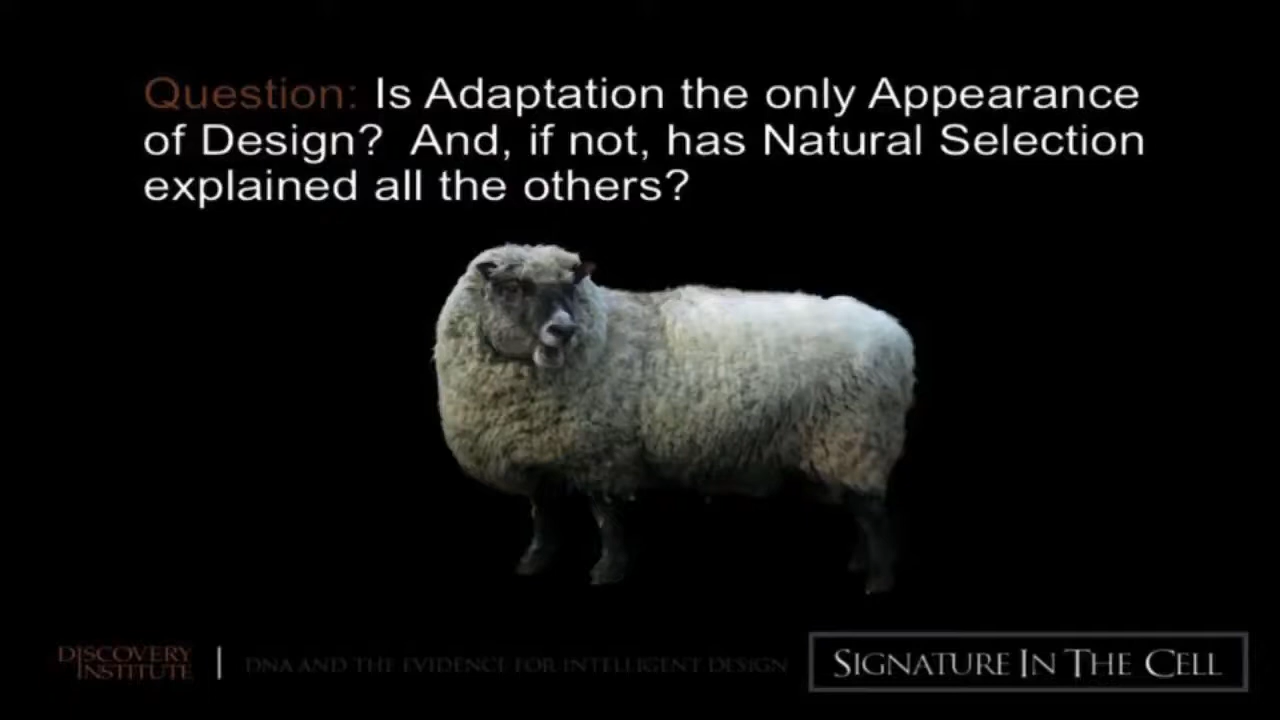 Question: Is Adaptation the only Appearance
of Design? And, if not, has Natural Selection
explained all the others?
DISCOVERY
INSTITUTE
DNA AND THE EVIDENCE FOR INTELLIGENT DESIGN
SIGNATURE IN THE CELL